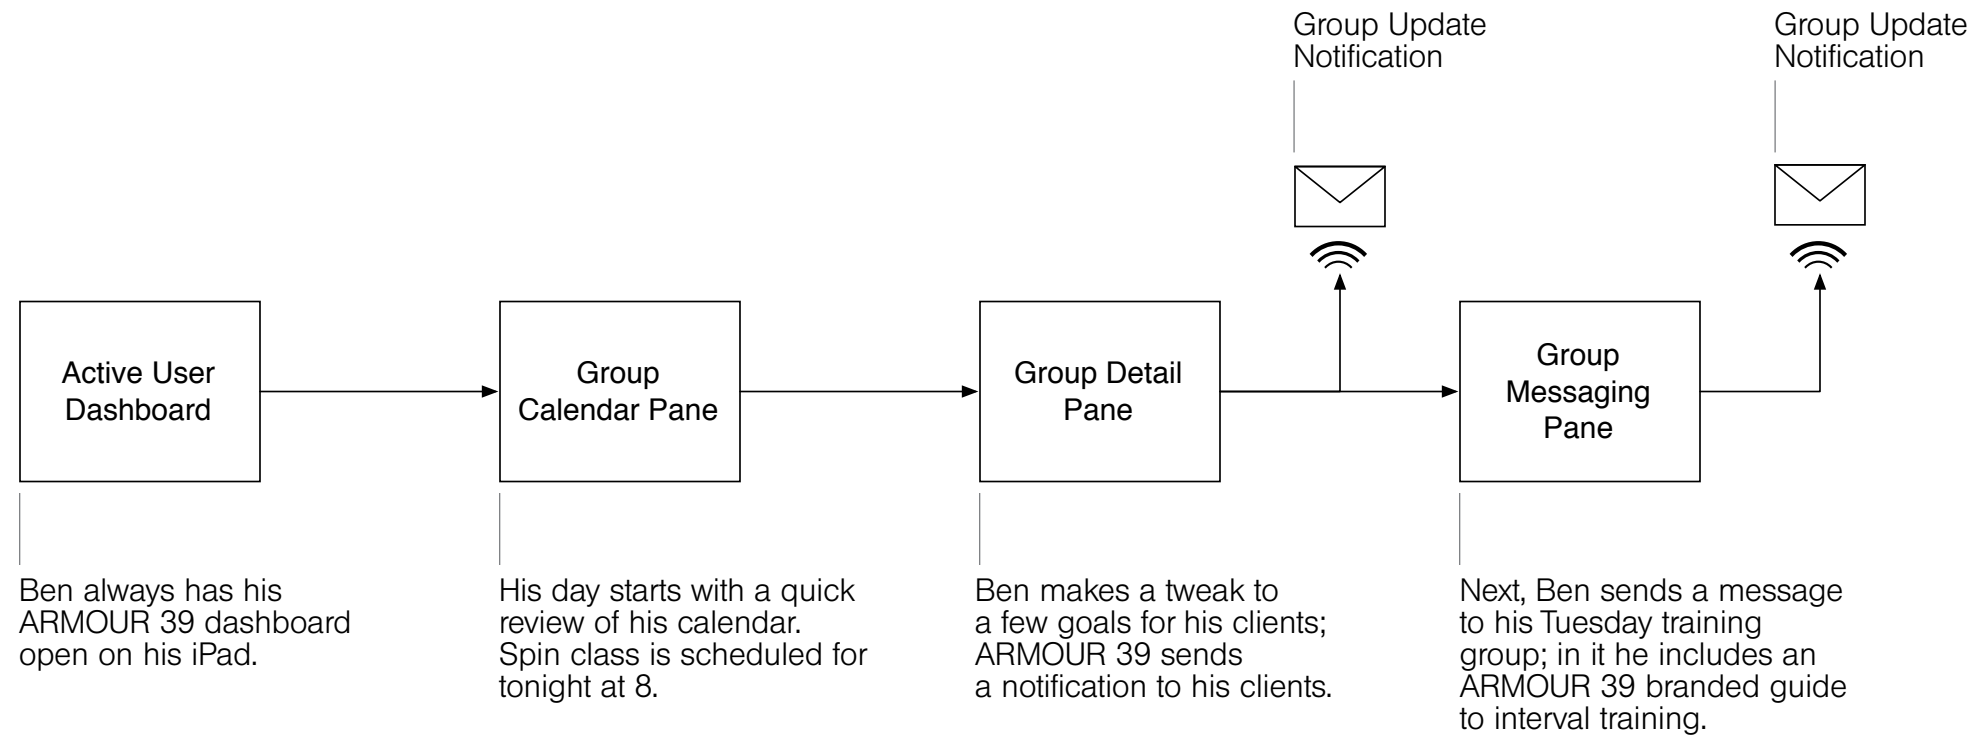 Group Update
Notification
Group Update
Notification
Active User
Dashboard
Group
Calendar Pane
Group Detail
Pane
Group
Messaging
Pane
Ben always has his
ARMOUR 39 dashboard
open on his iPad.
His day starts with a quick
review of his calendar.
Spin class is scheduled for
tonight at 8.
Ben makes a tweak to
a few goals for his clients;
ARMOUR 39 sends
a notification to his clients.
Next, Ben sends a message
to his Tuesday training
group; in it he includes an
ARMOUR 39 branded guide
to interval training.